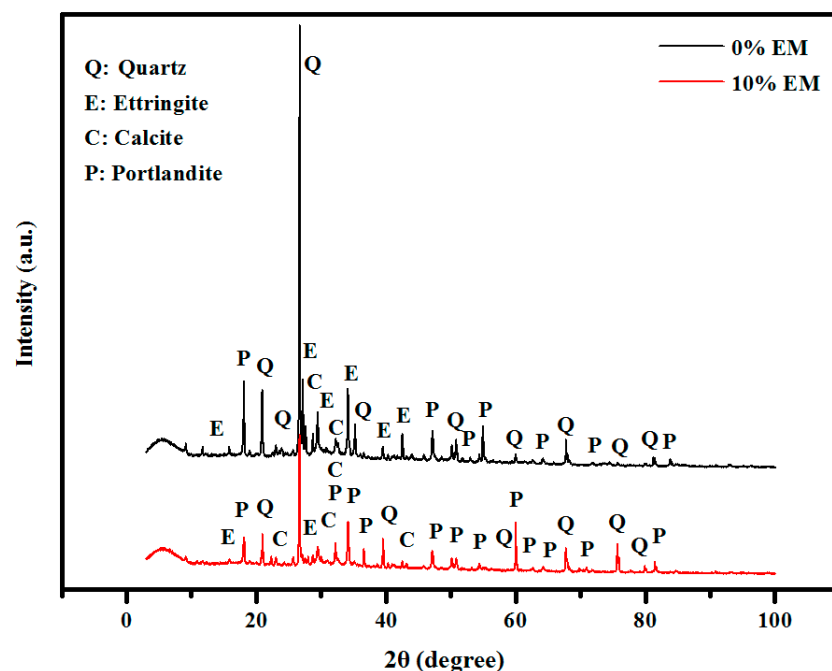 Q: Quartz
E: Ettringite
C: Calcite
P: Portlandite
0% EM
10% EM
Q
E P Q Q E C E C E Q E E P Q P P Q P Q P Q P
C
E P Q C E C P P P Q C P P P Q P P P Q P Q Q P
Intensity (a.u.)
0 20 40 60 80 100
2θ (degree)